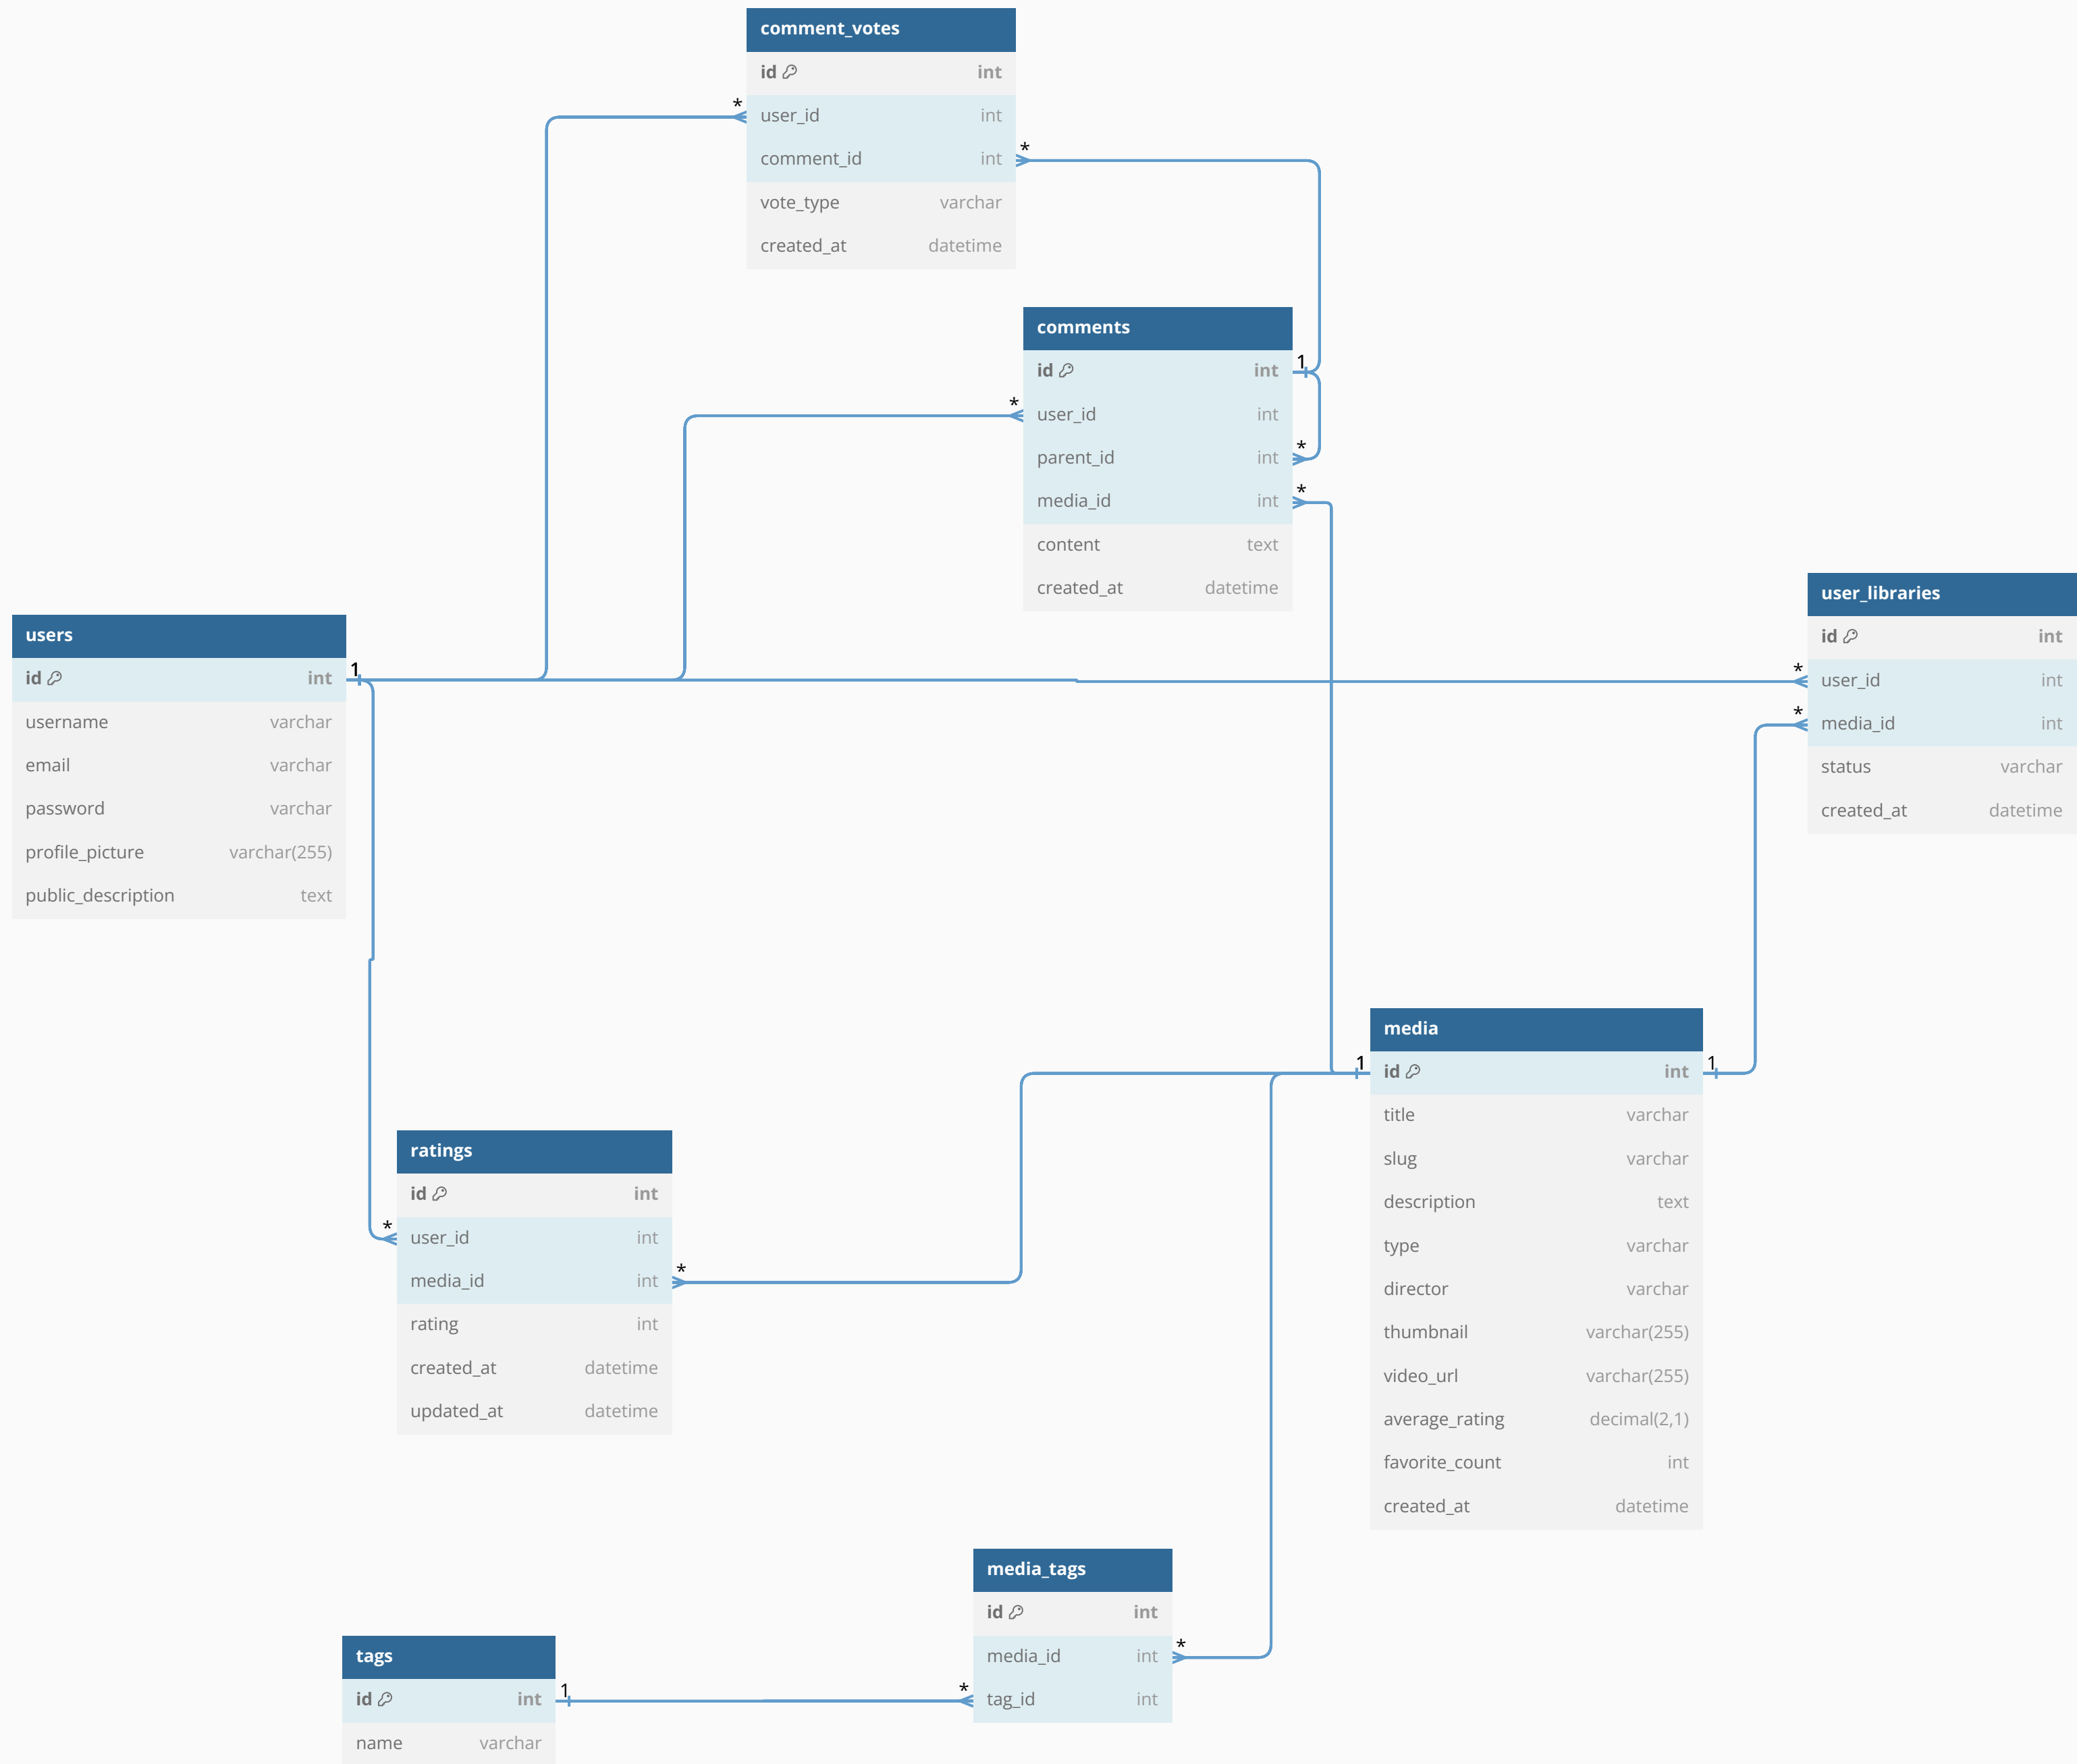 comment_votes
id int
* user_id int
comment_id int *
vote_type varchar
created_at datetime
comments
id int 1
* user_id int
parent_id int *
media_id int *
content text
created_at datetime
user_libraries
id int
* user_id int
* media_id int
status varchar
created_at datetime
users
id int 1
username varchar
email varchar
password varchar
profile_picture varchar(255)
public_description text
media
1 id int 1
title varchar
slug varchar
description text
type varchar
director varchar
thumbnail varchar(255)
video_url varchar(255)
average_rating decimal(2,1)
favorite_count int
created_at datetime
ratings
id int
* user_id int
media_id int *
rating int
created_at datetime
updated_at datetime
media_tags
id int
media_id int *
* tag_id int
tags
id int 1
name varchar